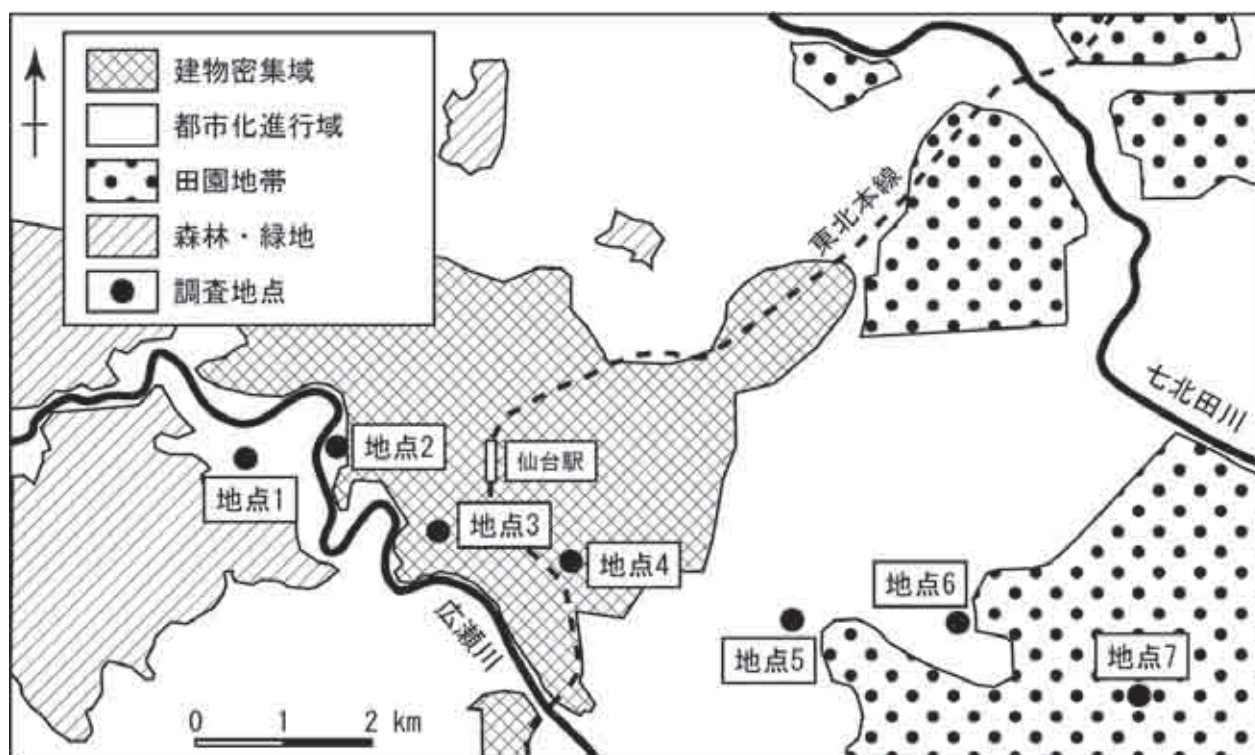 建物密集域
都市化進行域
田園地帯
森林・緑地
調査地点
東北本線
七北田川
地点2
仙台駅
地点1
地点3
地点4
地点6
広瀬川
地点5
地点7
0 1 2 km